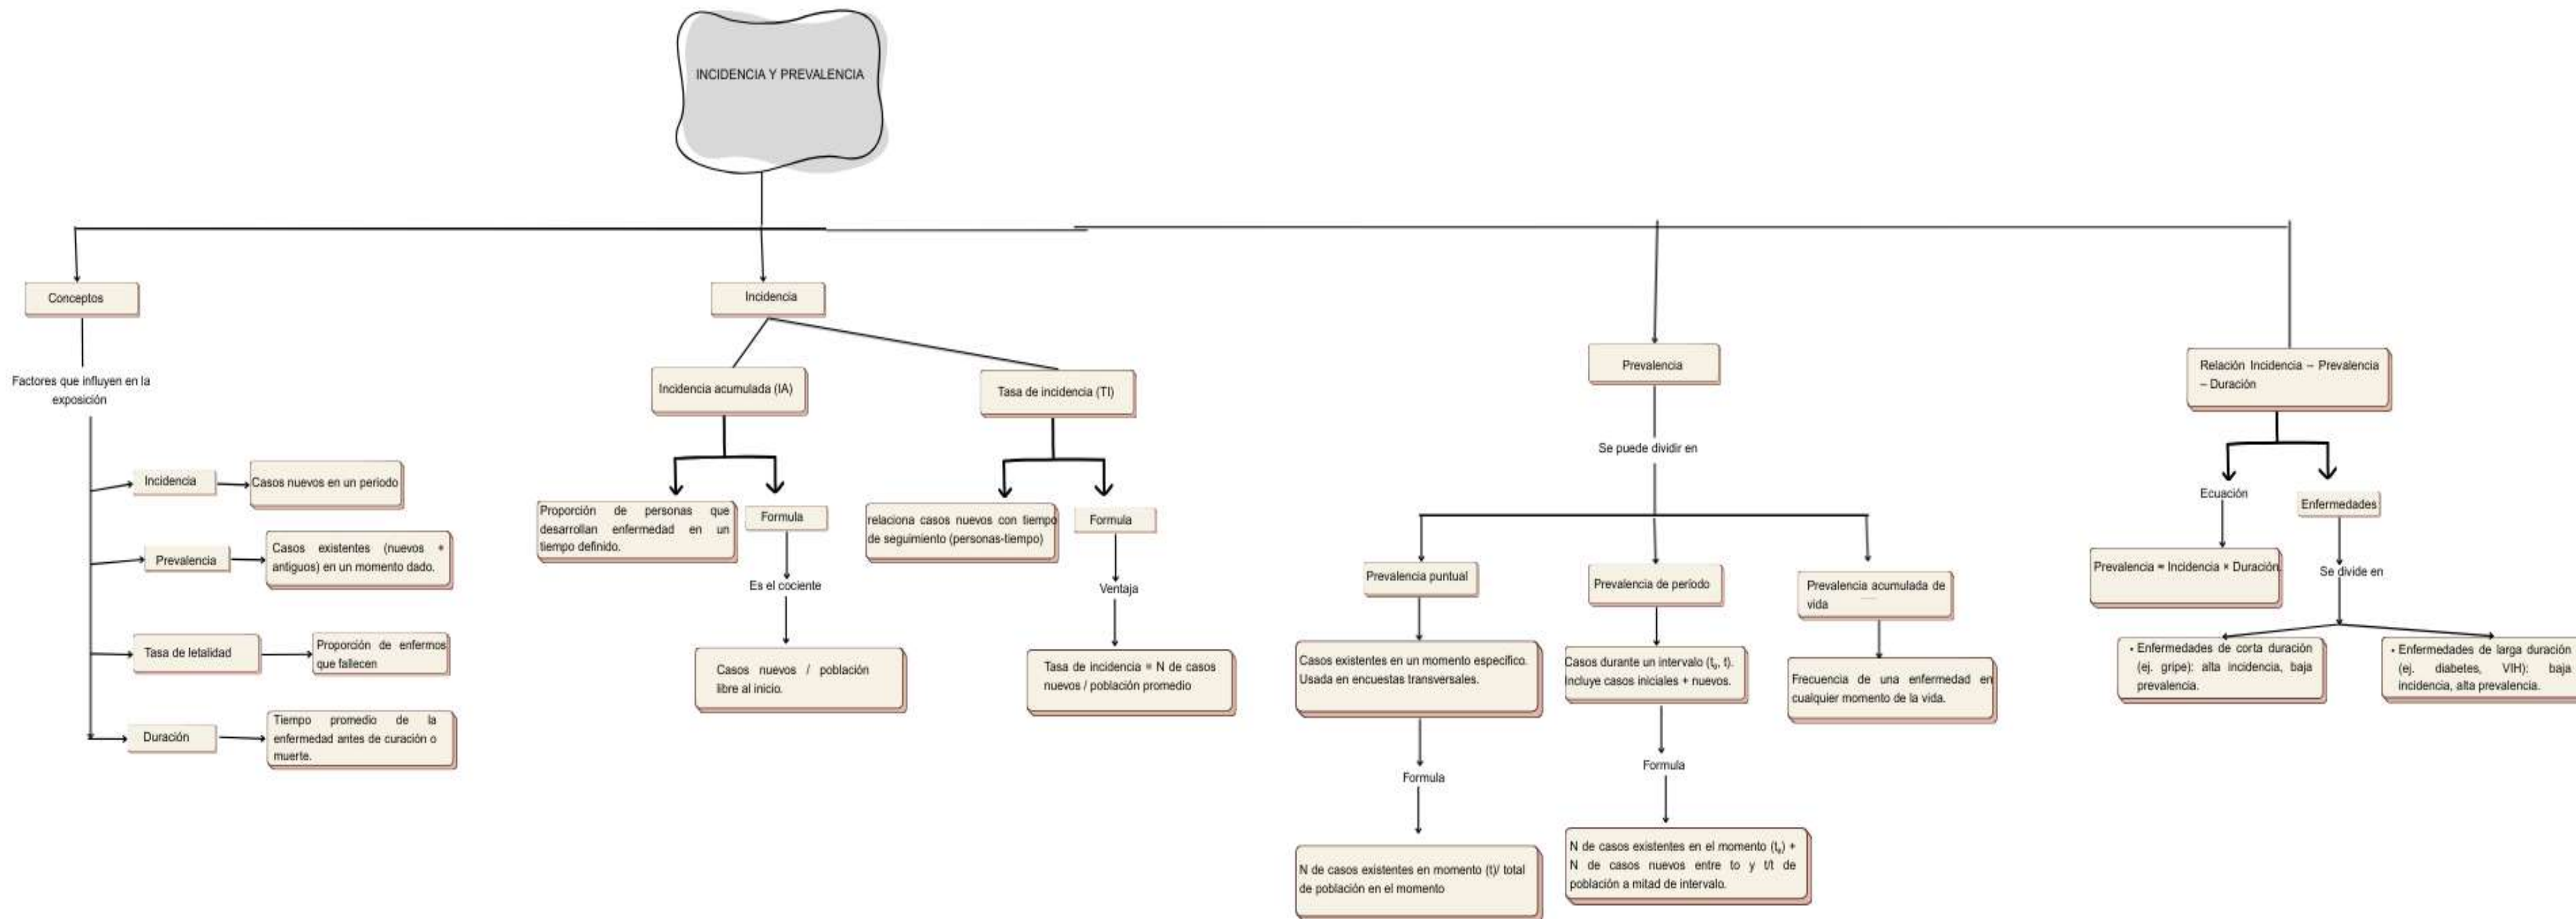 INCIDENCIA Y PREVALENCIA
Conceptos
Factores que influyen en la
exposición
Incidencia
Casos nuevos en un periodo
Prevalencia
Casos existentes (nuevos +
antiguos) en un momento dado.
Tasa de letalidad
Proporción de enfermos
que fallecen
Duración
Tiempo promedio de la
enfermedad antes de curación o
muerte.
Incidencia
Incidencia acumulada (IA)
Proporción de personas que
desarrollan enfermedad en un
tiempo definido.
Formula
Es el cociente
Casos nuevos / población
libre al inicio.
Tasa de incidencia (TI)
relaciona casos nuevos con tiempo
de seguimiento (personas-tiempo)
Formula
Ventaja
Tasa de incidencia = N de casos
nuevos / población promedio
Prevalencia
Se puede dividir en
Prevalencia puntual
Casos existentes en un momento específico.
Usada en encuestas transversales.
Formula
N de casos existentes en momento (t)/ total
de población en el momento
Prevalencia de período
Casos durante un intervalo (t₀, t).
Incluye casos iniciales + nuevos.
Formula
N de casos existentes en el momento (t₀) +
N de casos nuevos entre to y t/t de
población a mitad de intervalo.
Prevalencia acumulada de
vida
Frecuencia de una enfermedad en
cualquier momento de la vida.
Relación Incidencia – Prevalencia
– Duración
Ecuación
Prevalencia ≈ Incidencia × Duración
Enfermedades
Se divide en
• Enfermedades de corta duración
(ej. gripe): alta incidencia, baja
prevalencia.
• Enfermedades de larga duración
(ej. diabetes, VIH): baja
incidencia, alta prevalencia.